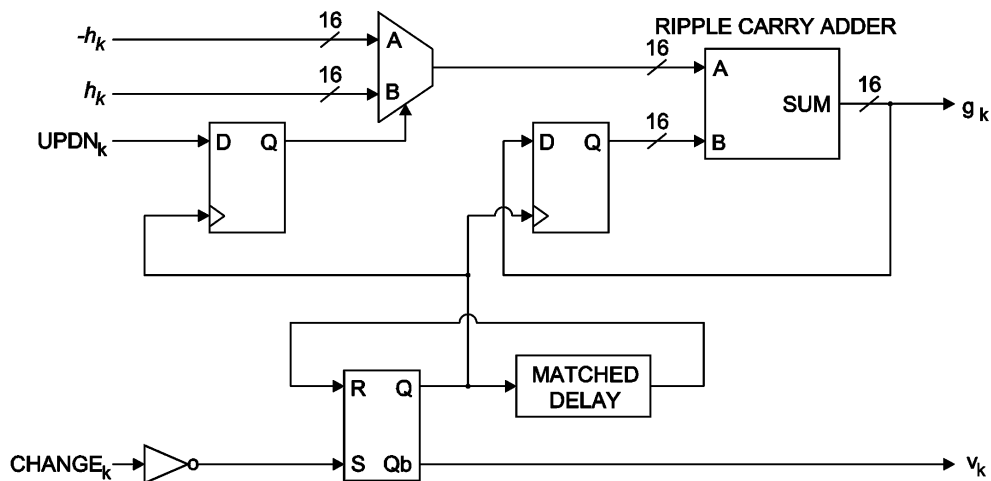 RIPPLE CARRY ADDER
-hₖ
16
A
16
A
16
hₖ
16
B
SUM
gₖ
UPDNₖ
D Q
D Q
16
B
R Q
MATCHED
DELAY
CHANGEₖ
S Qb
vₖ